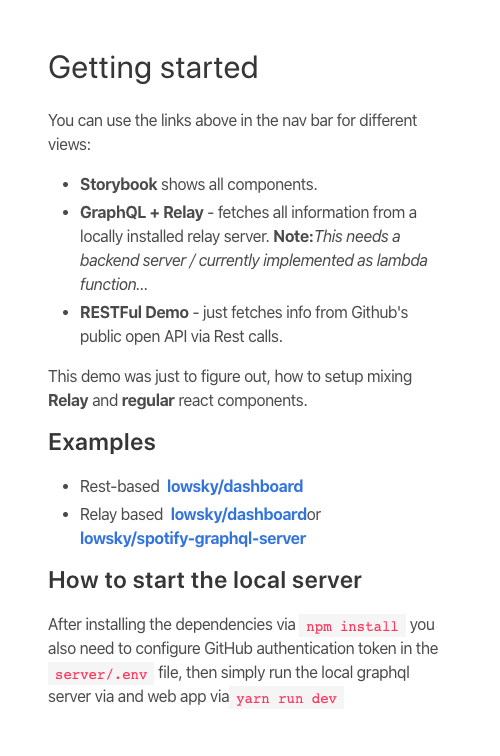 Getting started
You can use the links above in the nav bar for different
views:
• Storybook shows all components.
• GraphQL + Relay - fetches all information from a
locally installed relay server. Note:This needs a
backend server / currently implemented as lambda
function...
• RESTFul Demo - just fetches info from Github's
public open API via Rest calls.
This demo was just to figure out, how to setup mixing
Relay and regular react components.
Examples
• Rest-based lowsky/dashboard
• Relay based lowsky/dashboardor
lowsky/spotify-graphql-server
How to start the local server
After installing the dependencies via npm install you
also need to configure GitHub authentication token in the
server/.env file, then simply run the local graphql
server via and web app via yarn run dev